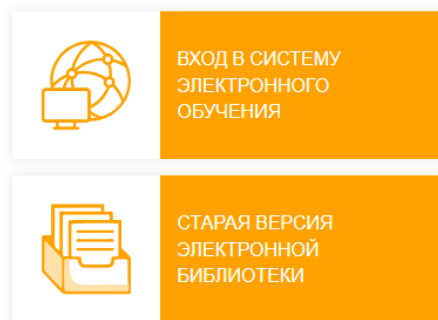 ВХОД В СИСТЕМУ
ЭЛЕКТРОННОГО
ОБУЧЕНИЯ
СТАРАЯ ВЕРСИЯ
ЭЛЕКТРОННОЙ
БИБЛИОТЕКИ